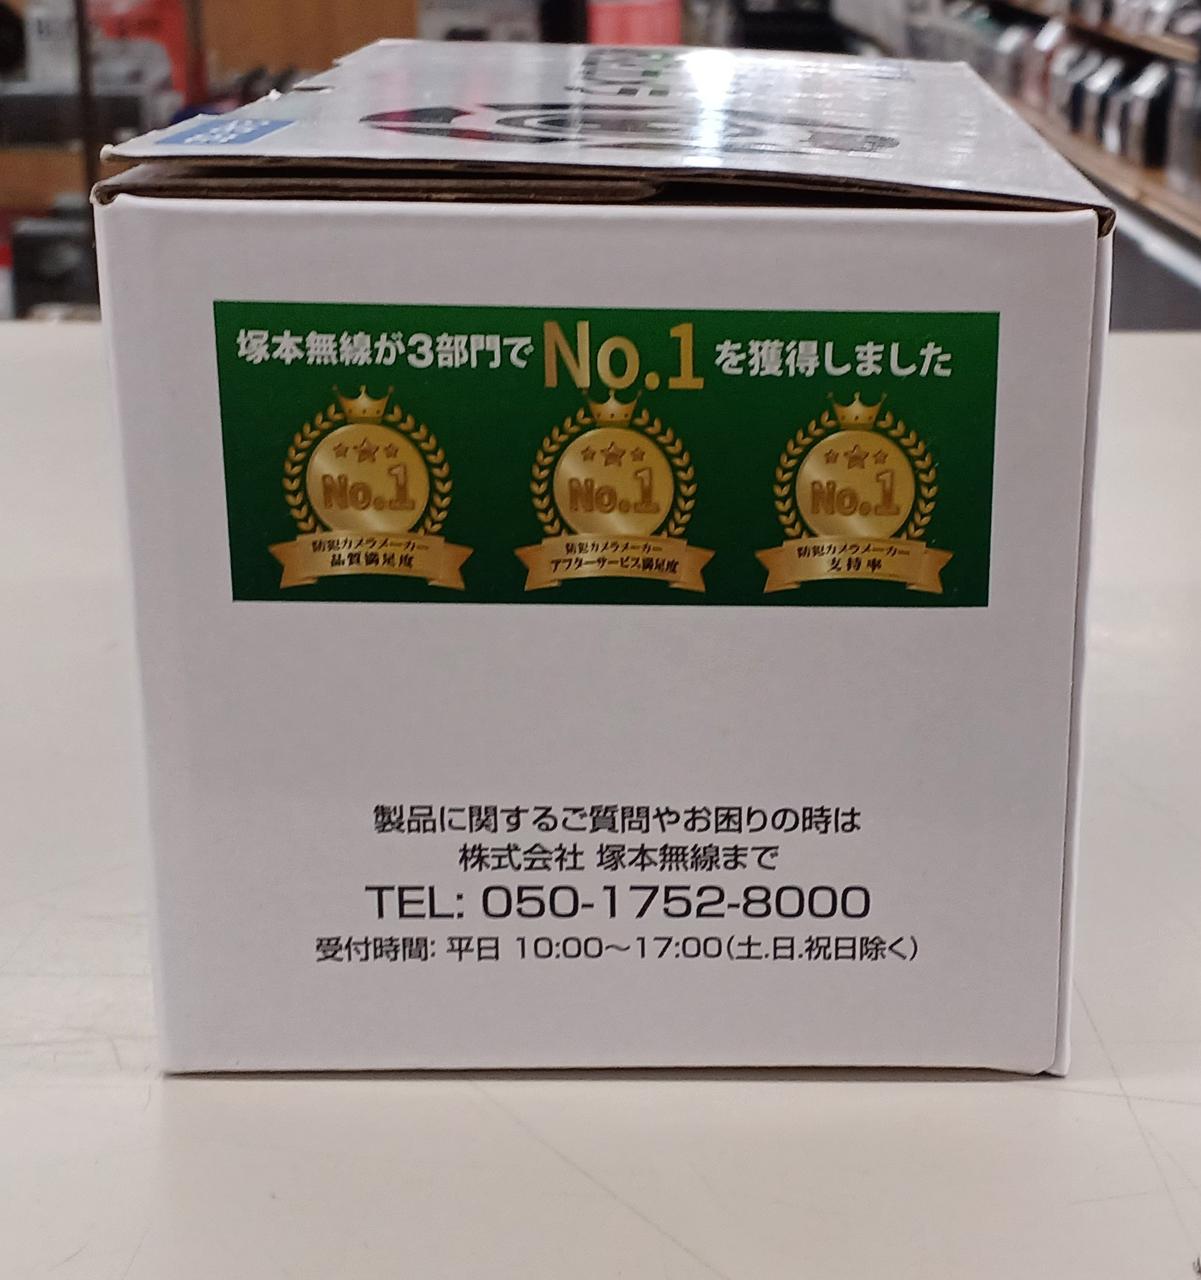 塚本無線が3部門でNo.1を獲得しました
No.1
防犯カメラメーカー
品質満足度
No.1
防犯カメラメーカー
アフターサービス満足度
No.1
防犯カメラメーカー
支持率
製品に関するご質問やお困りの時は
株式会社 塚本無線まで
TEL: 050-1752-8000
受付時間: 平日 10:00～17:00(土.日.祝日除く)